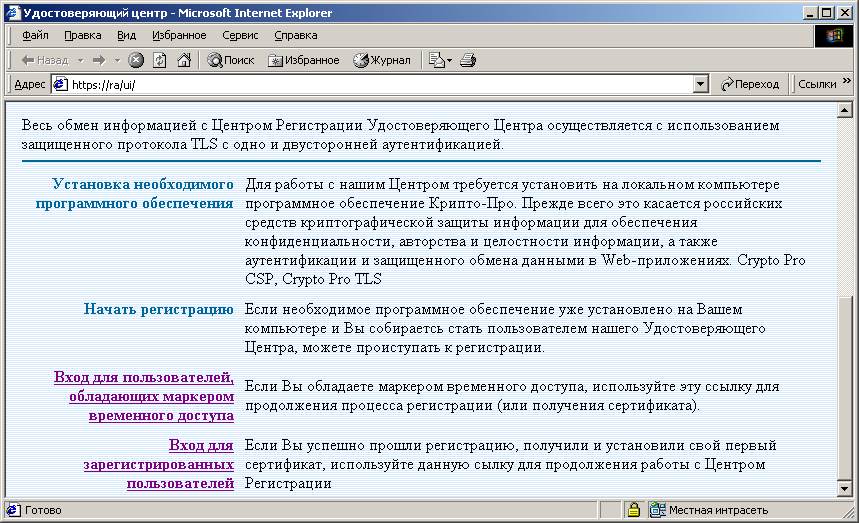 Удостоверяющий центр - Microsoft Internet Explorer
Файл Правка Вид Избранное Сервис Справка
Назад Поиск Избранное Журнал
Адрес https://ra/ui/ Переход Ссылки »
Весь обмен информацией с Центром Регистрации Удостоверяющего Центра осуществляется с использованием
защищенного протокола TLS с одно и двусторонней аутентификацией.
Установка необходимого
программного обеспечения
Для работы с нашим Центром требуется установить на локальном компьютере
программное обеспечение Крипто-Про. Прежде всего это касается российских
средств криптографической защиты информации для обеспечения
конфиденциальности, авторства и целостности информации, а также
аутентификации и защищенного обмена данными в Web-приложениях. Crypto Pro
CSP, Crypto Pro TLS
Начать регистрацию
Если необходимое программное обеспечение уже установлено на Вашем
компьютере и Вы собираетсь стать пользователем нашего Удостоверяющего
Центра, можете проиступать к регистрации.
Вход для пользователей,
обладающих маркером
временного доступа
Если Вы обладаете маркером временного доступа, используйте эту ссылку для
продолжения процесса регистрации (или получения сертификата).
Вход для
зарегистрированных
пользователей
Если Вы успешно прошли регистрацию, получили и установили свой первый
сертификат, используйте данную сылку для продолжения работы с Центром
Регистрации
Готово Местная интрасеть